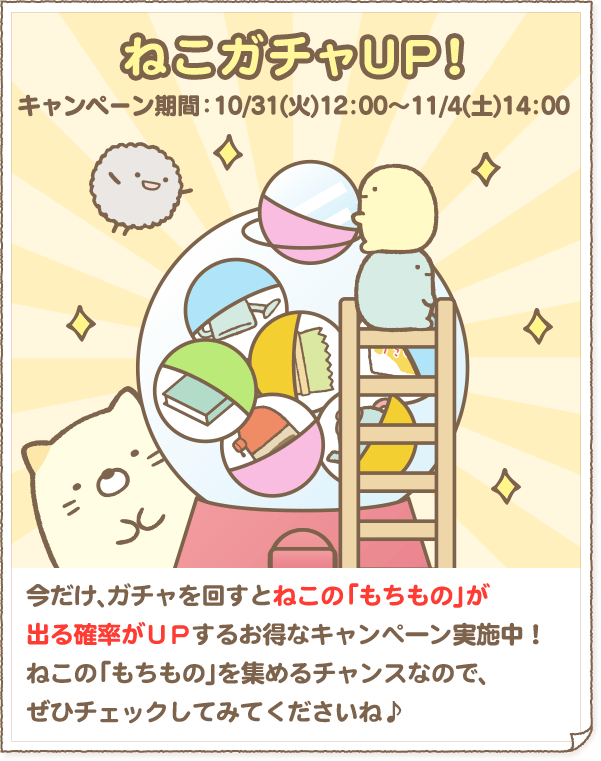 ねこガチャUP！
キャンペーン期間：10/31(火)12:00～11/4(土)14:00
今だけ、ガチャを回すとねこの「もちもの」が
出る確率がＵＰするお得なキャンペーン実施中！
ねこの「もちもの」を集めるチャンスなので、
ぜひチェックしてみてくださいね♪